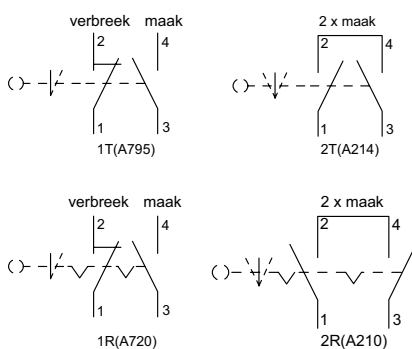 verbreek maak
2 4
1 3
1T(A795)
2 x maak
2 4
1 3
2T(A214)
verbreek maak
2 4
1 3
1R(A720)
2 x maak
2 4
1 3
2R(A210)